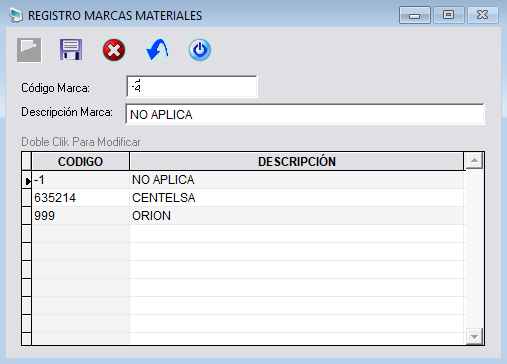 REGISTRO MARCAS MATERIALES
Código Marca:
Descripción Marca: NO APLICA
Doble Clik Para Modificar
CODIGO DESCRIPCIÓN
-1 NO APLICA
635214 CENTELSA
999 ORION